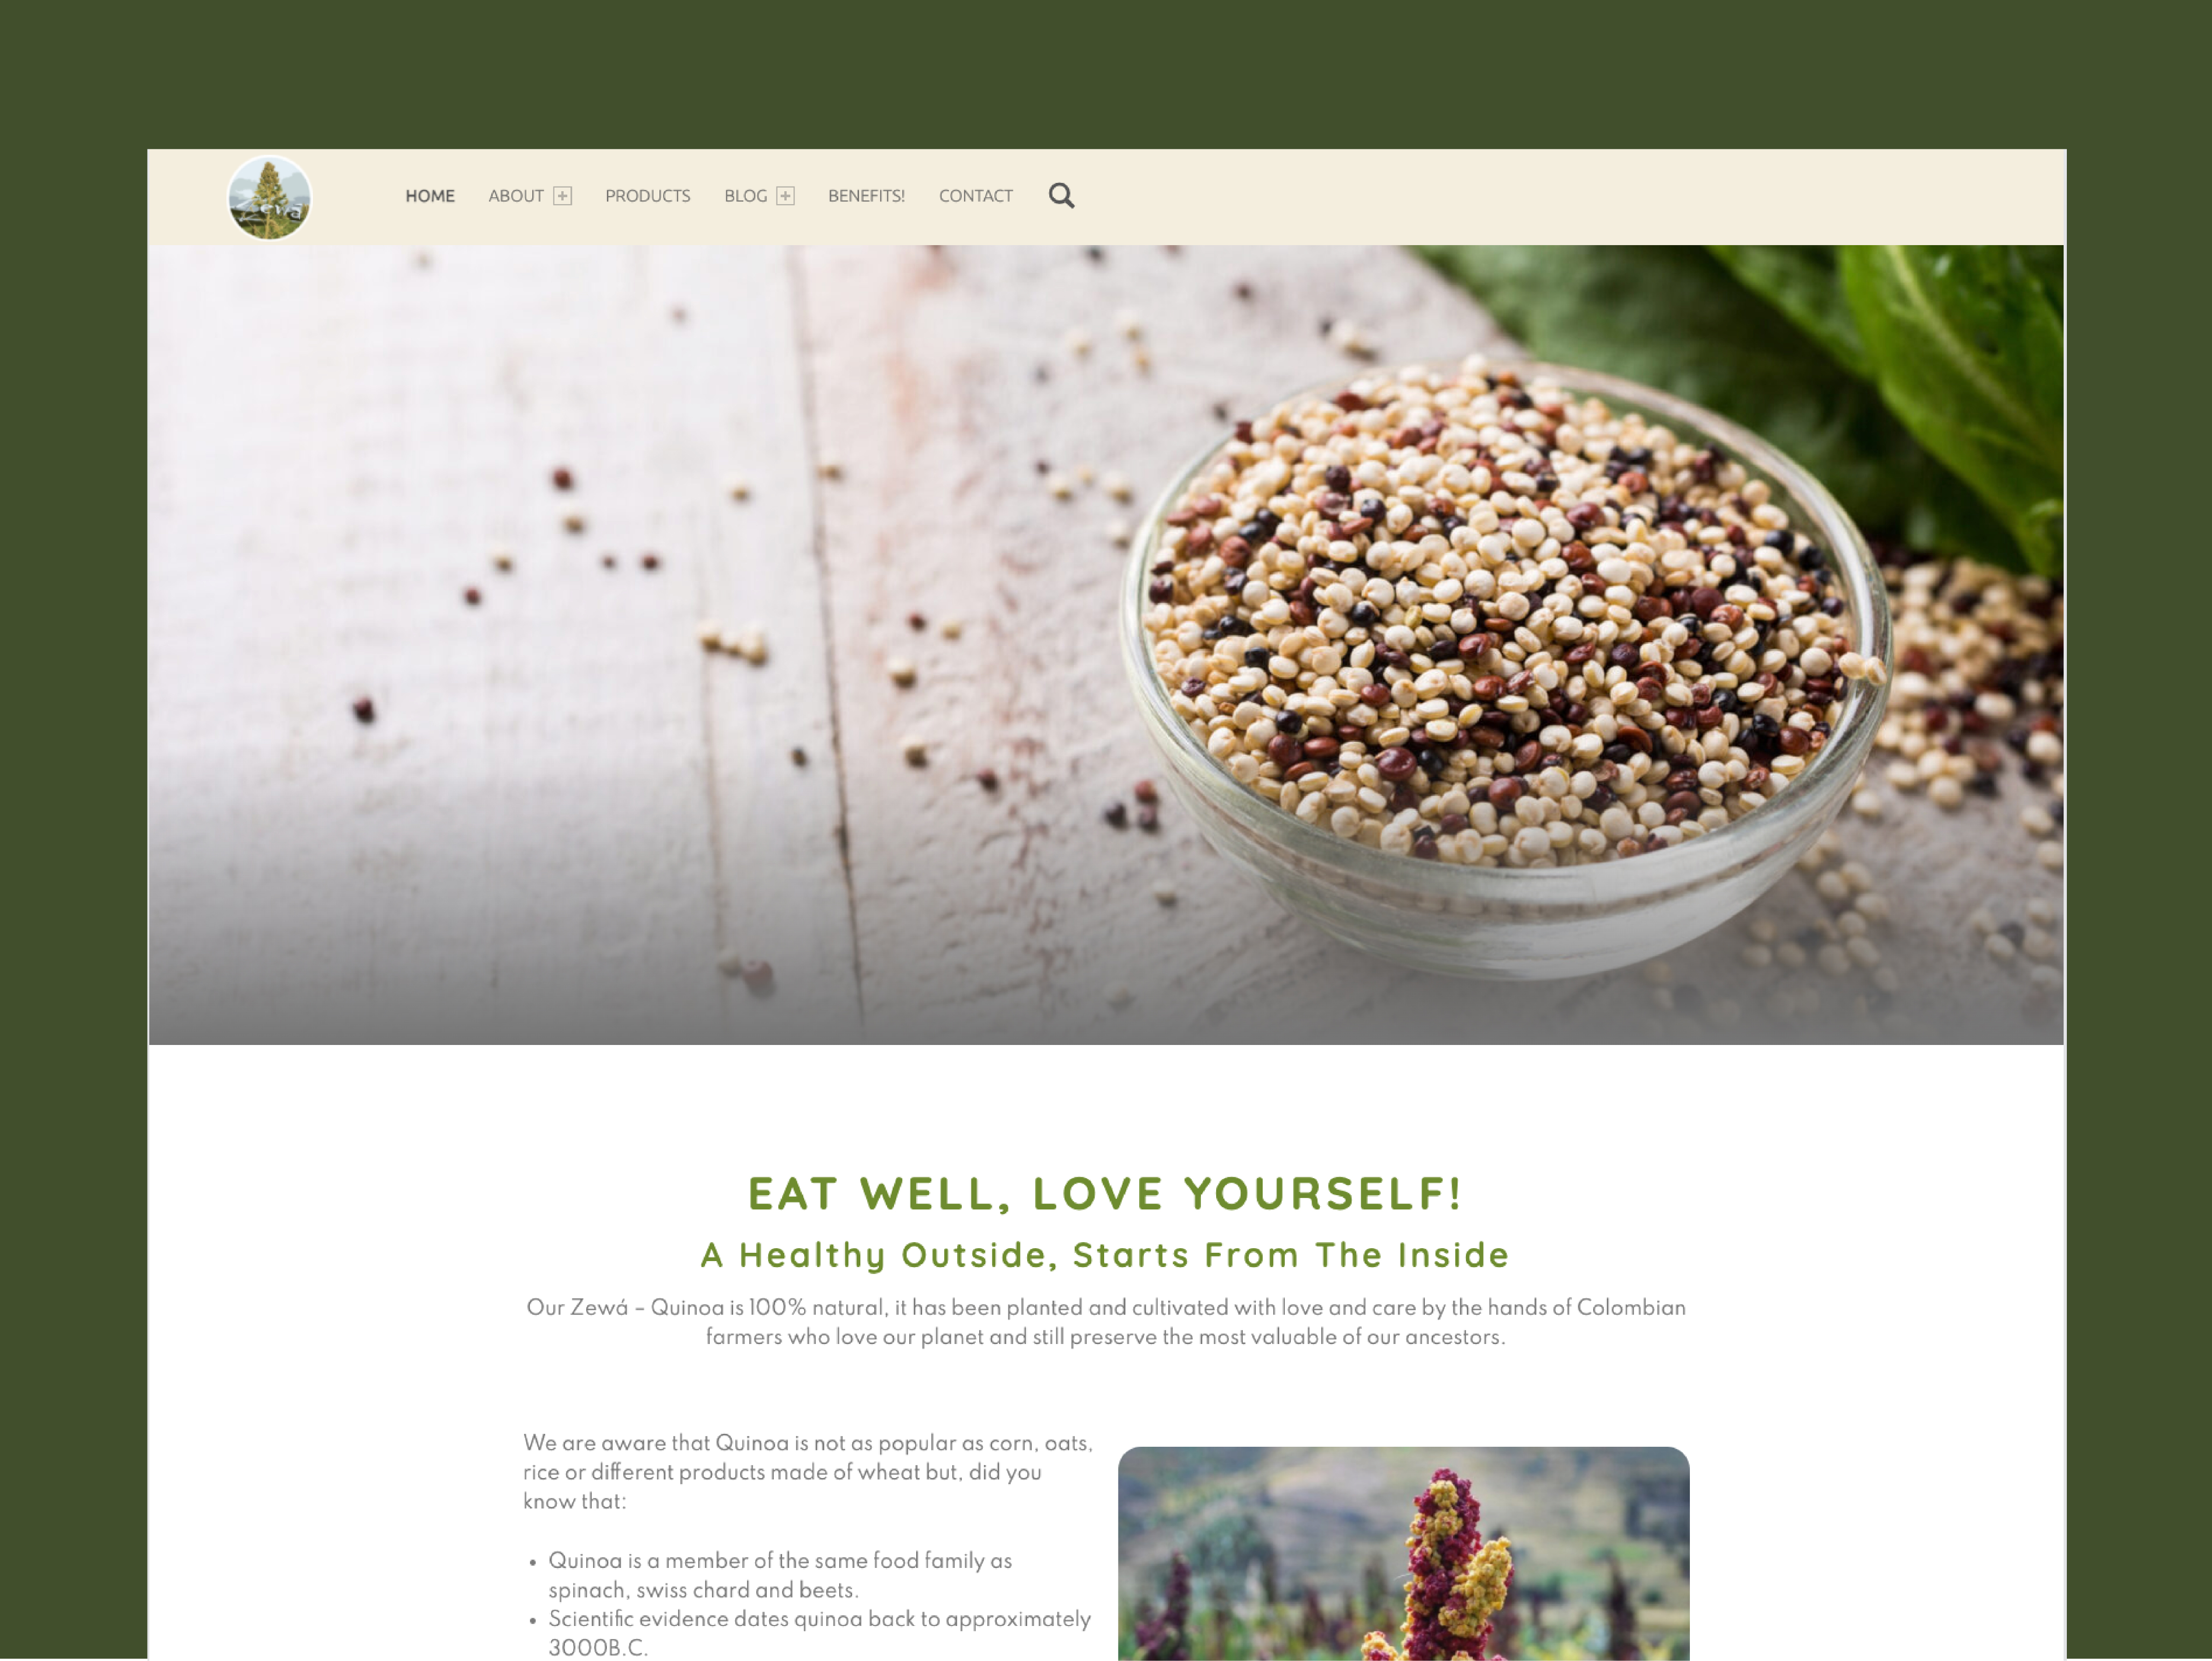 Zewá
HOME ABOUT PRODUCTS BLOG BENEFITS! CONTACT
EAT WELL, LOVE YOURSELF!
A Healthy Outside, Starts From The Inside
Our Zewá – Quinoa is 100% natural, it has been planted and cultivated with love and care by the hands of Colombian
farmers who love our planet and still preserve the most valuable of our ancestors.
We are aware that Quinoa is not as popular as corn, oats,
rice or different products made of wheat but, did you
know that:
• Quinoa is a member of the same food family as
spinach, swiss chard and beets.
• Scientific evidence dates quinoa back to approximately
3000B.C.